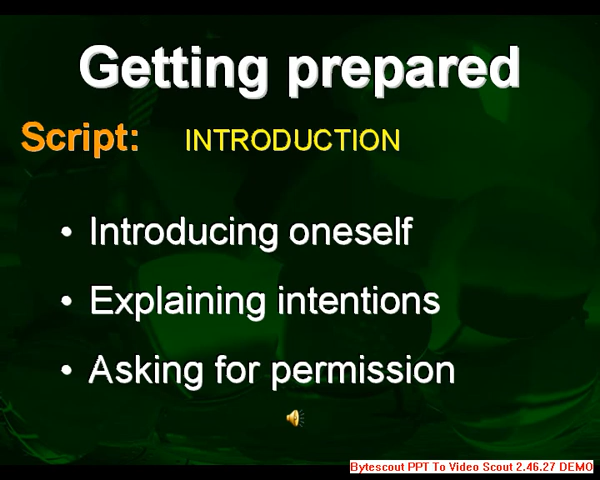 Getting prepared
Script: INTRODUCTION
• Introducing oneself
• Explaining intentions
• Asking for permission
Bytescout PPT To Video Scout 2.46.27 DEMO